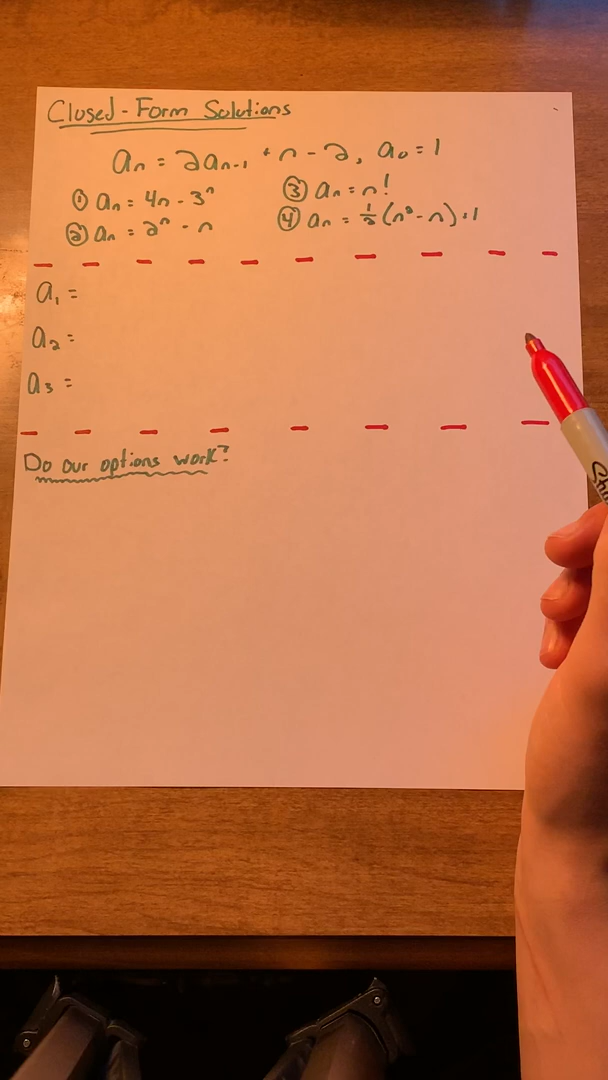 Closed-Form Solutions
aₙ = 2aₙ₋₁ + n - 2, a₀ = 1
① aₙ = 4n - 3ⁿ
② aₙ = 2ⁿ - n
③ aₙ = n!
④ aₙ = ½(n³ - n) + 1
a₁ =
a₂ =
a₃ =
Do our options work?